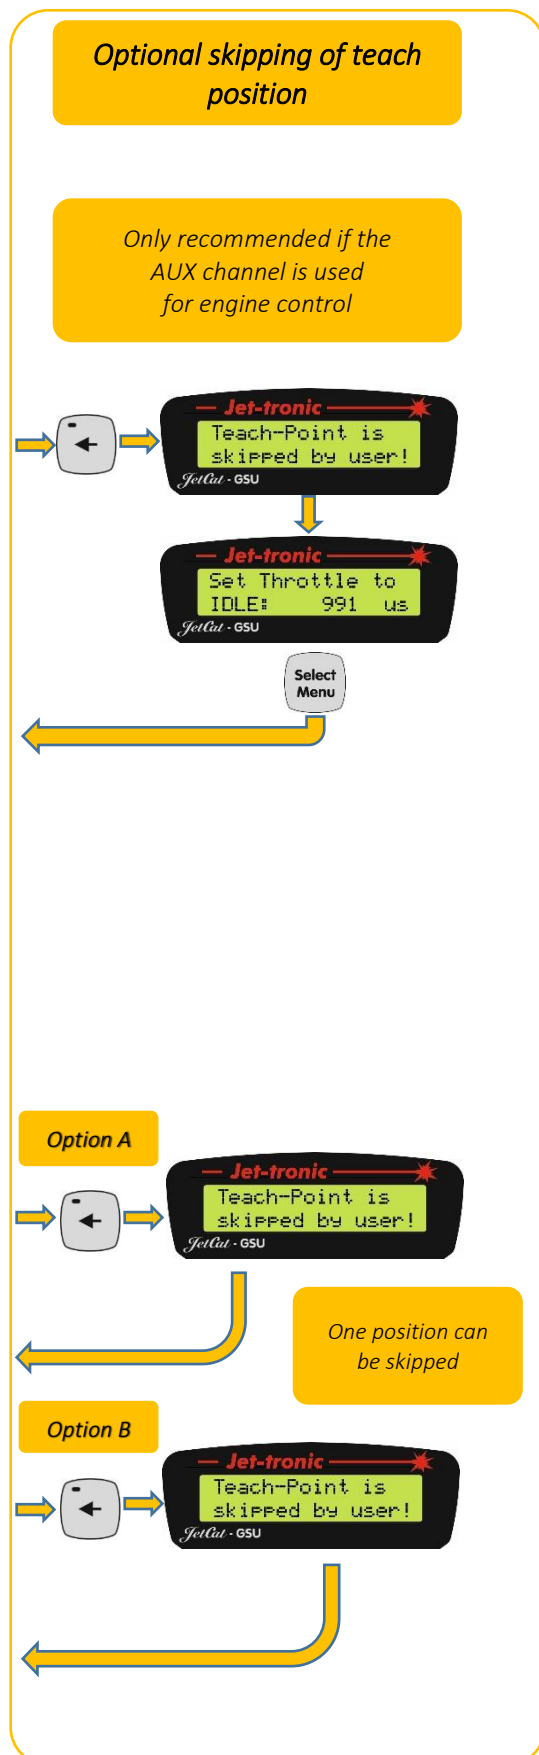 Optional skipping of teach
position
Only recommended if the
AUX channel is used
for engine control
Jet-tronic
Teach-Point is
skipped by user!
JetCat - GSU
Jet-tronic
Set Throttle to
IDLE: 991 us
JetCat - GSU
Select
Menu
Option A
Jet-tronic
Teach-Point is
skipped by user!
JetCat - GSU
One position can
be skipped
Option B
Jet-tronic
Teach-Point is
skipped by user!
JetCat - GSU